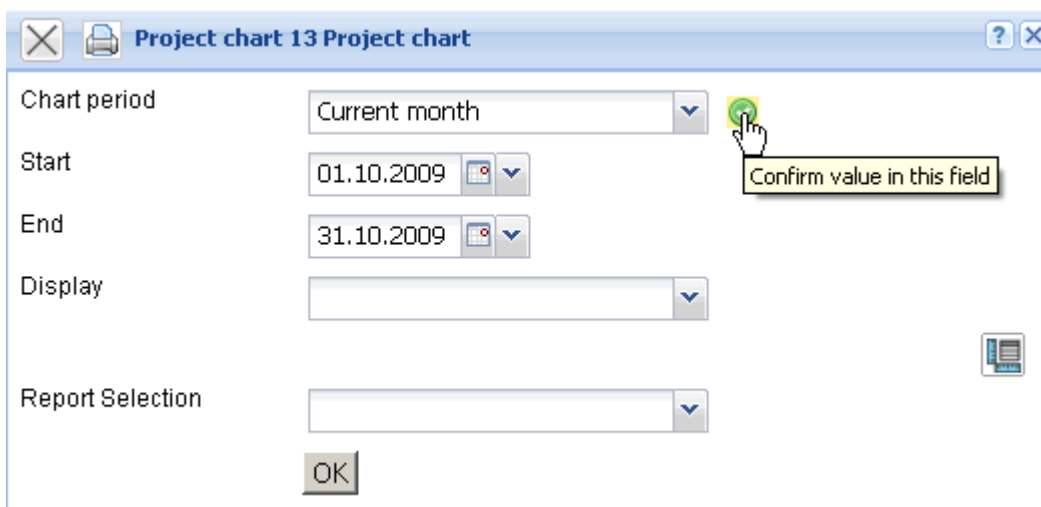 Project chart 13 Project chart ?
Chart period Current month
Confirm value in this field
Start 01.10.2009
End 31.10.2009
Display
Report Selection
OK